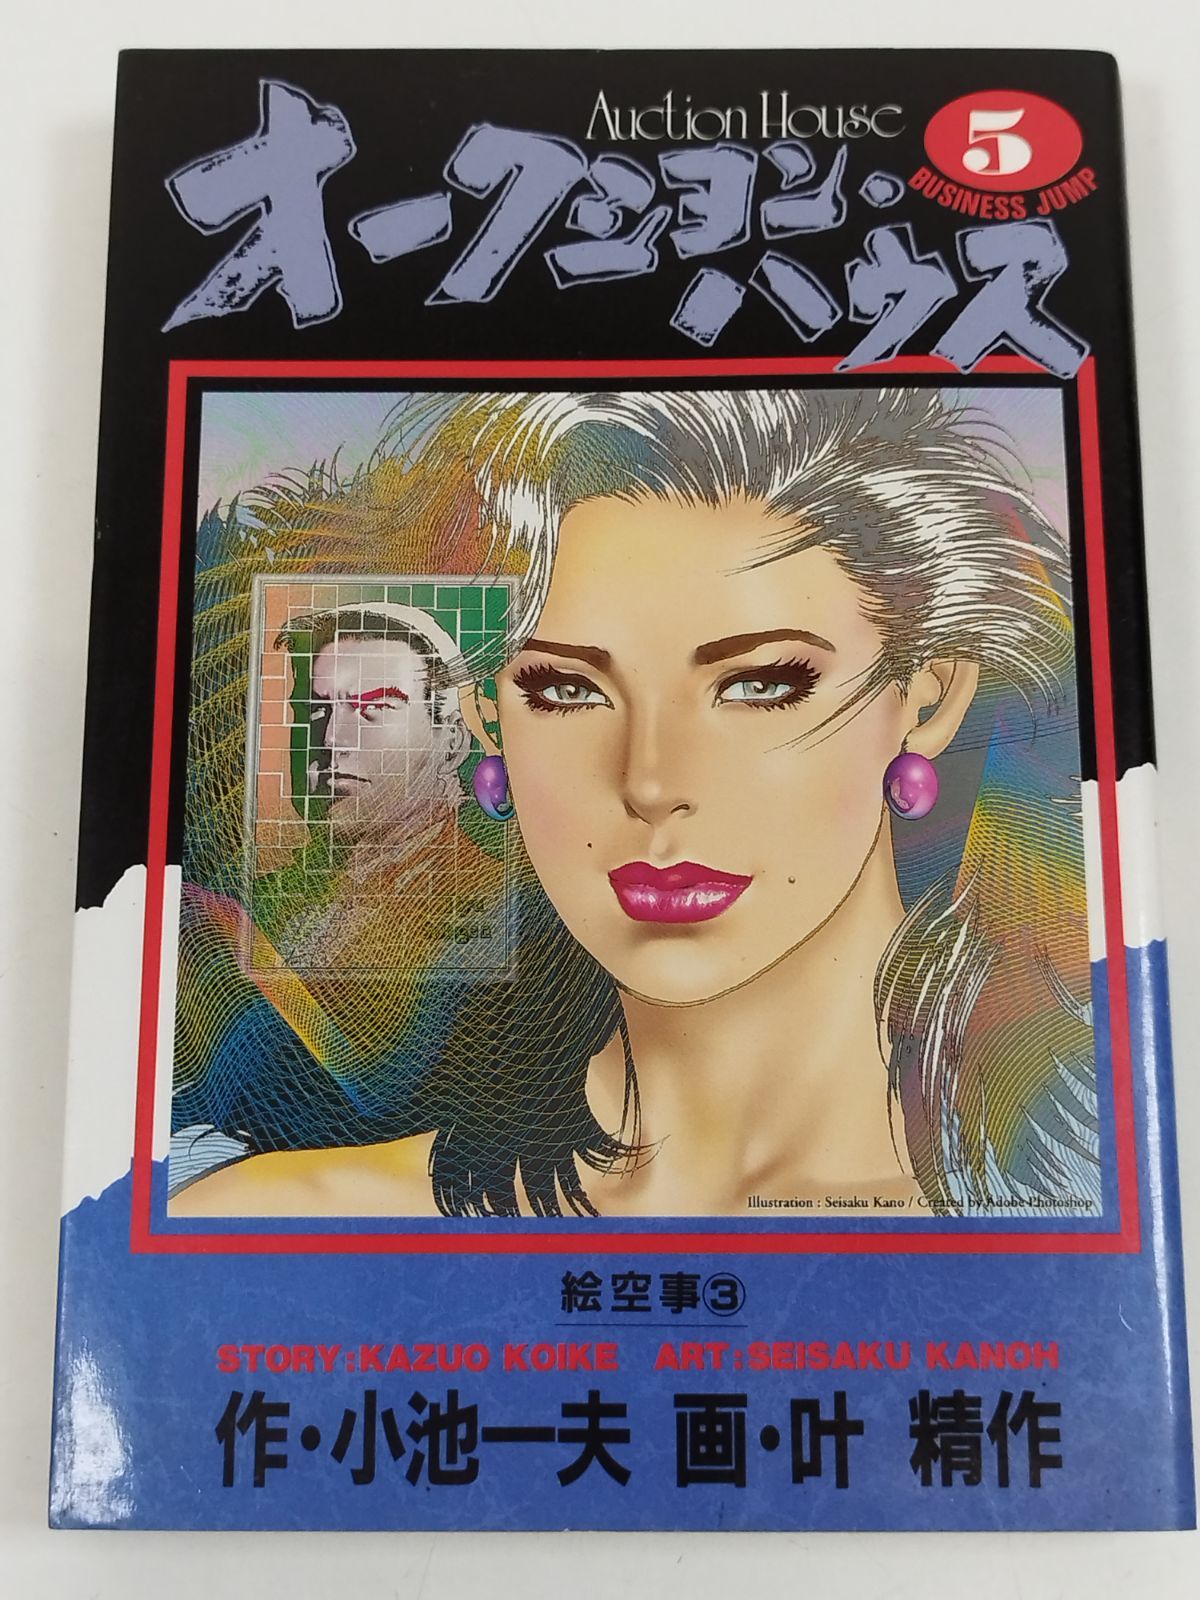 Auction House
5
BUSINESS JUMP
オークション・
ハウス
Illustration : Seisaku Kano / Created by Adobe Photoshop
絵空事③
STORY:KAZUO KOIKE ART:SEISAKU KANOH
作・小池一夫 画・叶 精作